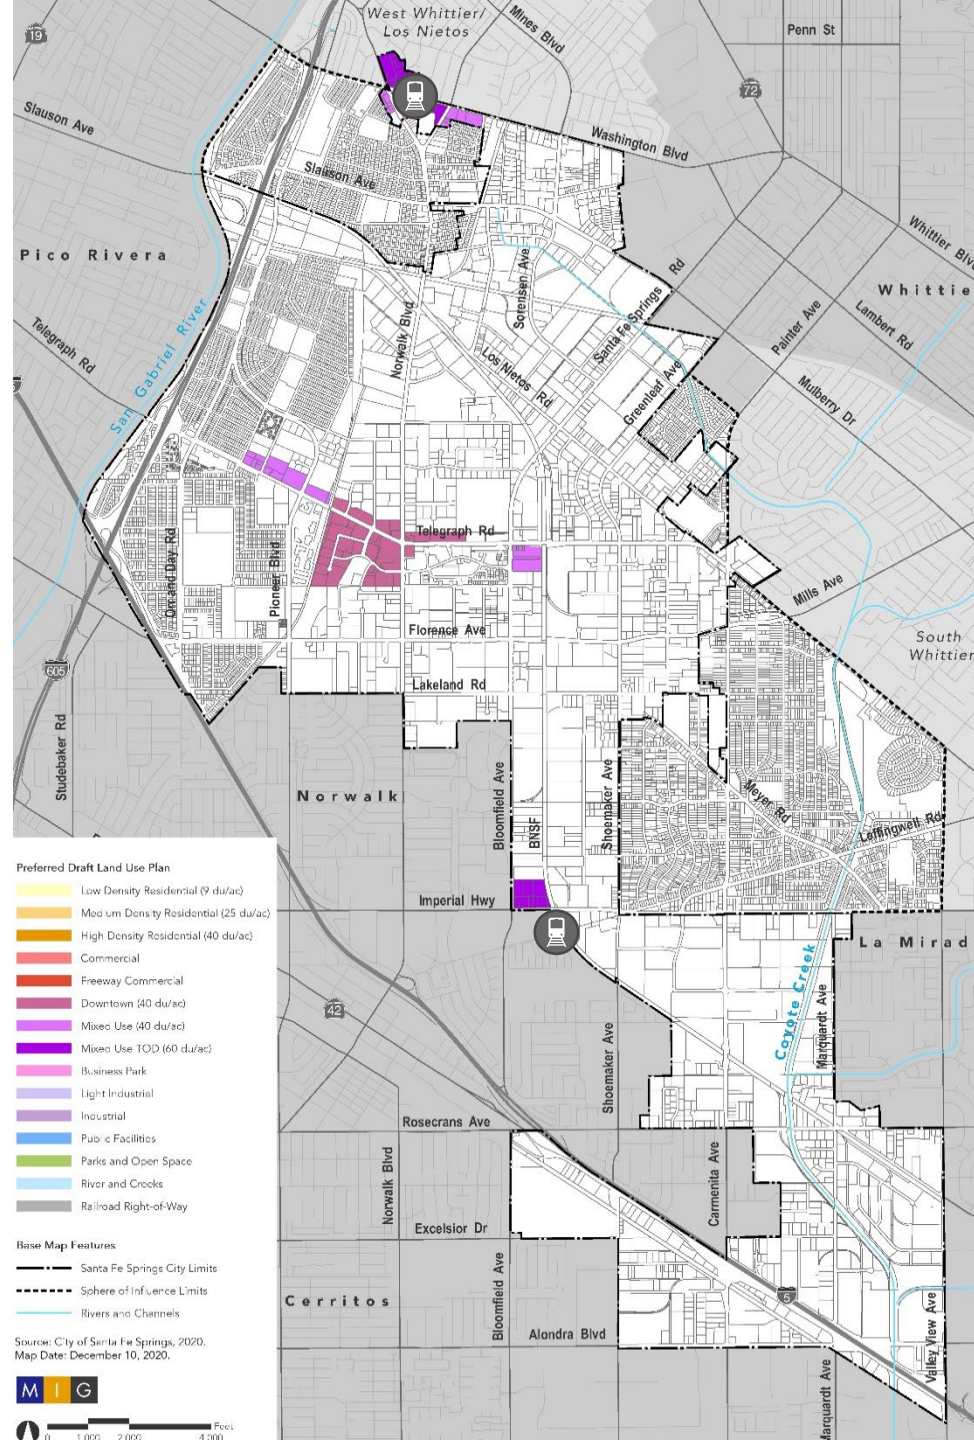 West Whittier/
Los Nietos
Mines Blvd
Penn St
19
72
Slauson Ave
Washington Blvd
Slauson Ave
Pico Rivera
Whittier Blv
Whittie
Sorensen Ave
Santa Fe Springs Rd
Painter Ave
Lambert Rd
Telegraph Rd
San Gabriel River
Norwalk Blvd
Los Nietos Rd
Greenleaf Ave
Mulberry Dr
Telegraph Rd
Orr and Day Rd
Pioneer Blvd
Mills Ave
Florence Ave
South
Whittier
605
Lakeland Rd
Studebaker Rd
Norwalk
Bloomfield Ave
BNSF
Shoemaker Ave
Meyer Rd
Leffingwell Rd
Imperial Hwy
La Mirad
42
Coyote Creek
Marquardt Ave
Shoemaker Ave
Rosecrans Ave
Norwalk Blvd
Carmenita Ave
Excelsior Dr
Bloomfield Ave
Cerritos
5
Alondra Blvd
Valley View Ave
Marquardt Ave
Preferred Draft Land Use Plan
Low Density Residential (9 du/ac)
Medium Density Residential (25 du/ac)
High Density Residential (40 du/ac)
Commercial
Freeway Commercial
Downtown (40 du/ac)
Mixed Use (40 du/ac)
Mixed Use TOD (60 du/ac)
Business Park
Light Industrial
Industrial
Public Facilities
Parks and Open Space
River and Creeks
Railroad Right-of-Way
Base Map Features
Santa Fe Springs City Limits
Sphere of Influence Limits
Rivers and Channels
Source: City of Santa Fe Springs, 2020.
Map Date: December 10, 2020.
M I G
Feet
0 1,000 2,000 4,000